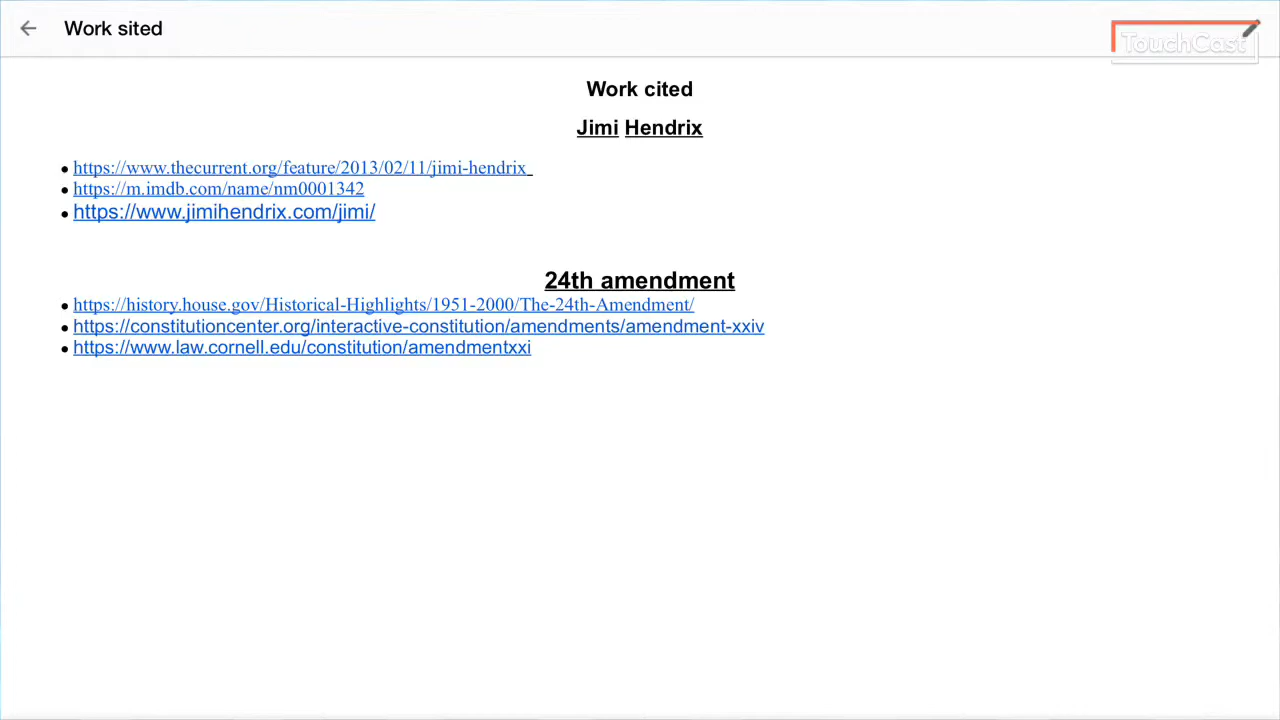 Work sited
TouchCast
Work cited
Jimi Hendrix
https://www.thecurrent.org/feature/2013/02/11/jimi-hendrix
https://m.imdb.com/name/nm0001342
https://www.jimihendrix.com/jimi/
24th amendment
https://history.house.gov/Historical-Highlights/1951-2000/The-24th-Amendment/
https://constitutioncenter.org/interactive-constitution/amendments/amendment-xxiv
https://www.law.cornell.edu/constitution/amendmentxxi